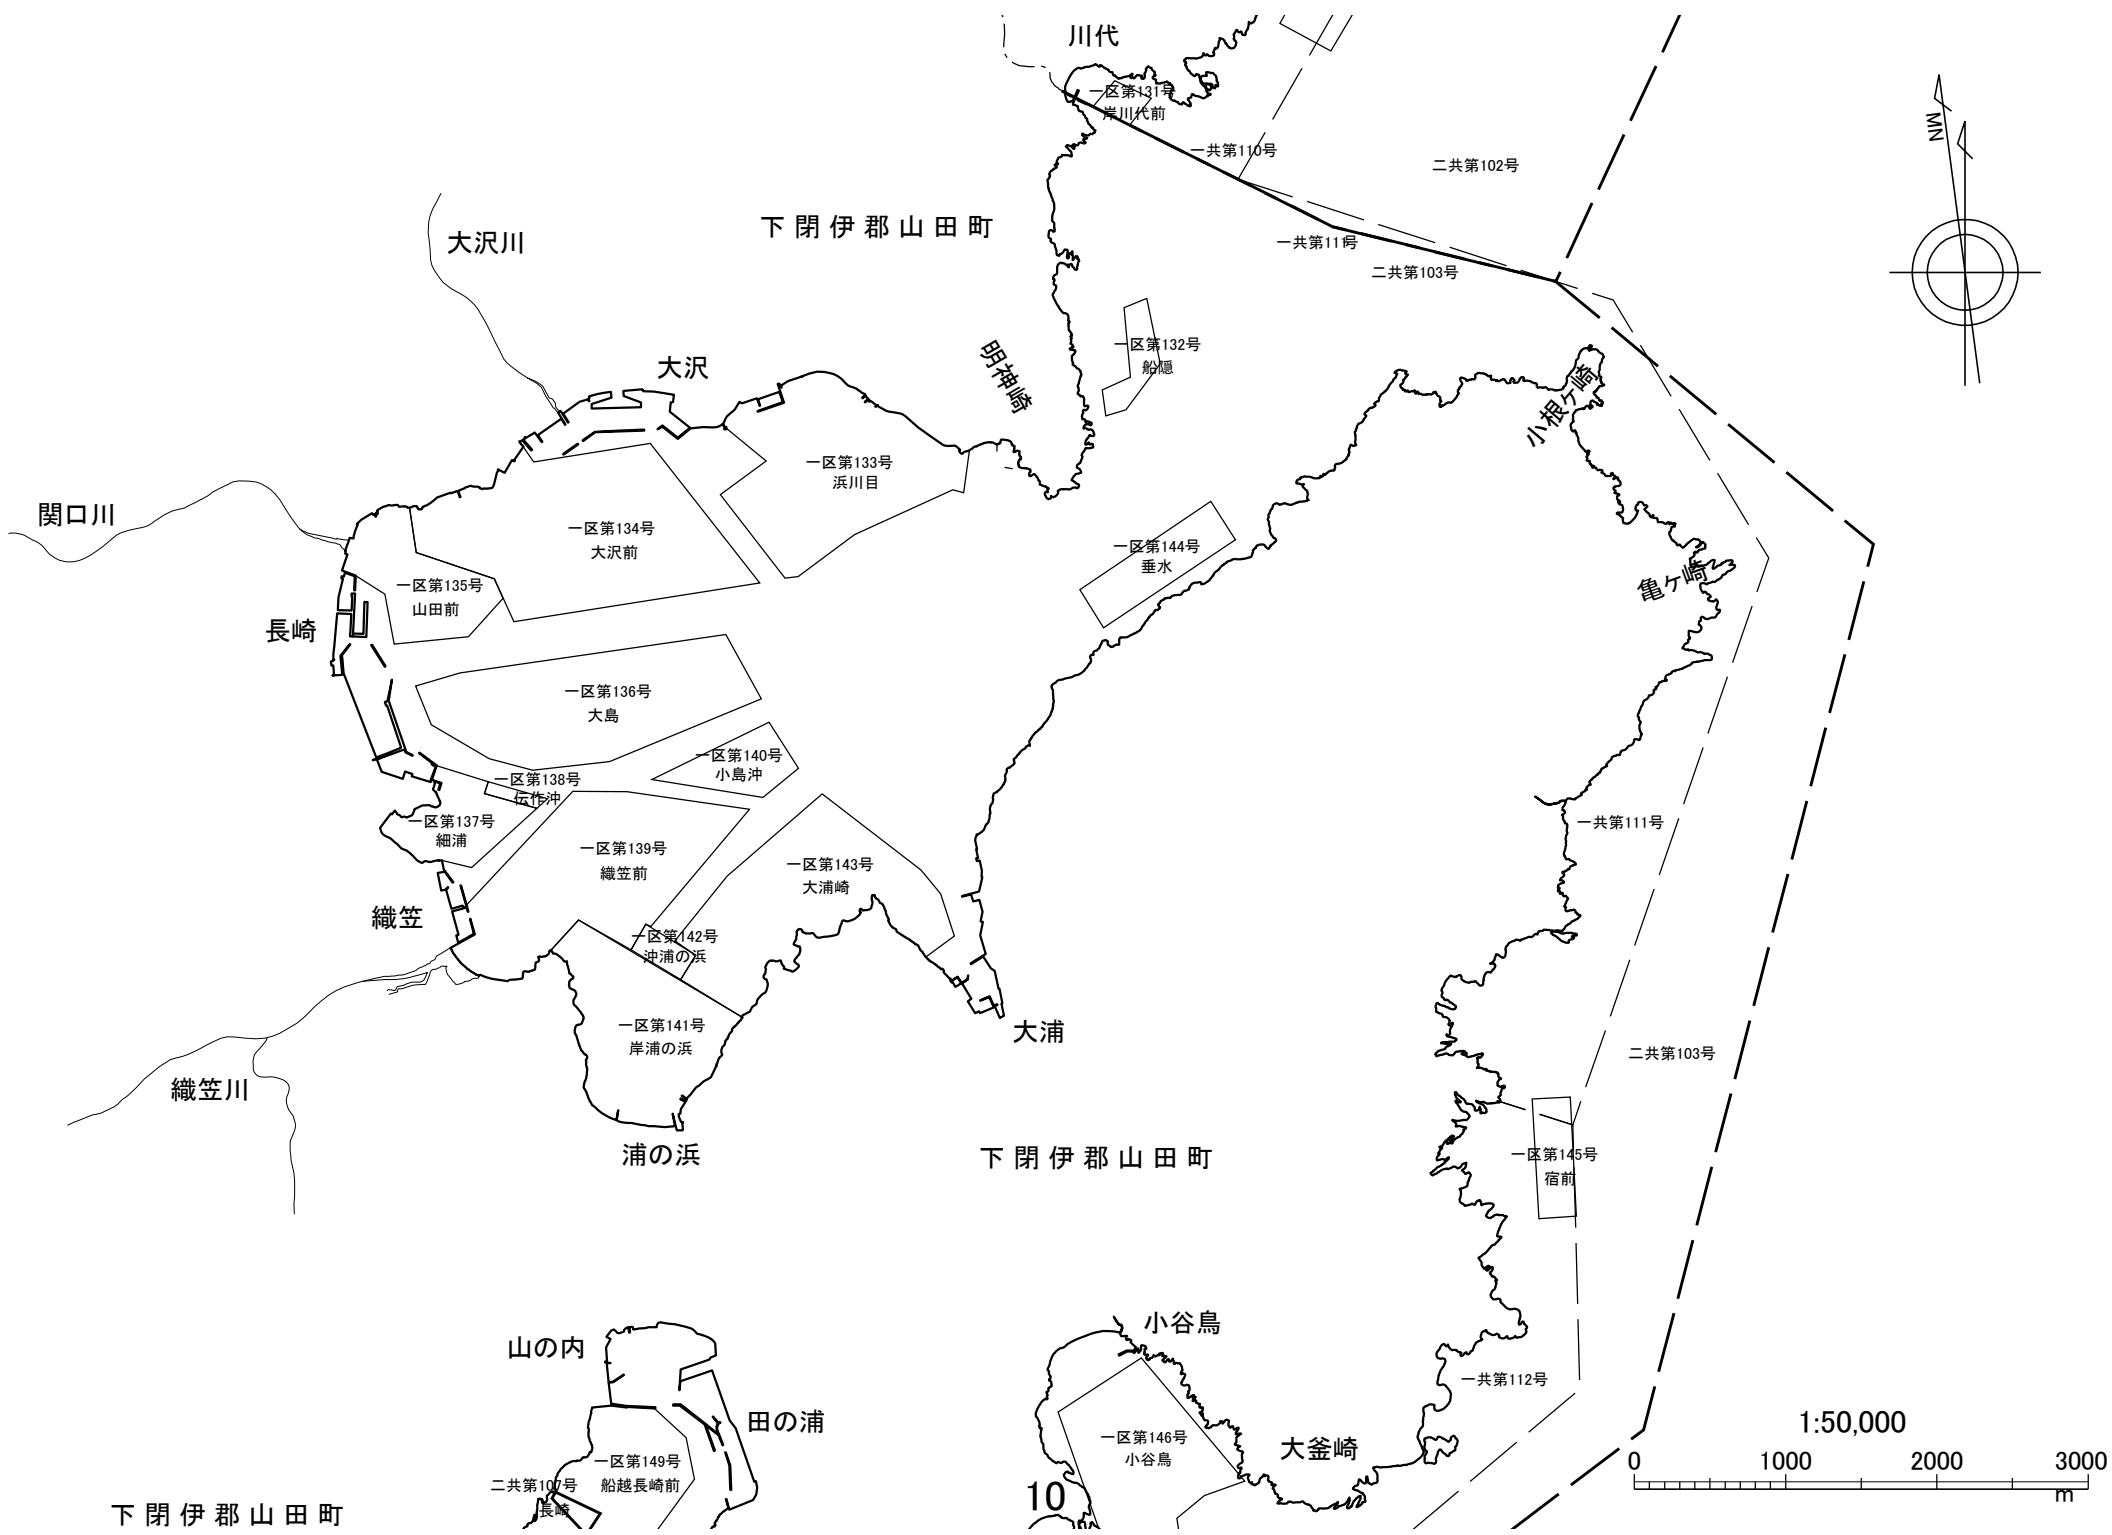 川代
一区第131号
岸川代前
MN
一共第110号
二共第102号
下閉伊郡山田町
大沢川
一共第111号
二共第103号
明神崎
一区第132号
船隠
大沢
小根ヶ崎
一区第133号
浜川目
関口川
一区第134号
大沢前
一区第144号
垂水
亀ヶ崎
一区第135号
山田前
長崎
一区第136号
大島
一区第140号
小島沖
一区第138号
伝作沖
一区第137号
細浦
一共第111号
一区第139号
織笠前
一区第143号
大浦崎
織笠
一区第142号
沖浦の浜
一区第141号
岸浦の浜
大浦
二共第103号
織笠川
浦の浜
下閉伊郡山田町
一区第145号
宿前
小谷鳥
山の内
一共第112号
田の浦
1:50,000
一区第146号
小谷鳥
大釜崎
0 1000 2000 3000
m
一区第149号
船越長崎前
二共第107号
長崎
10
下閉伊郡山田町